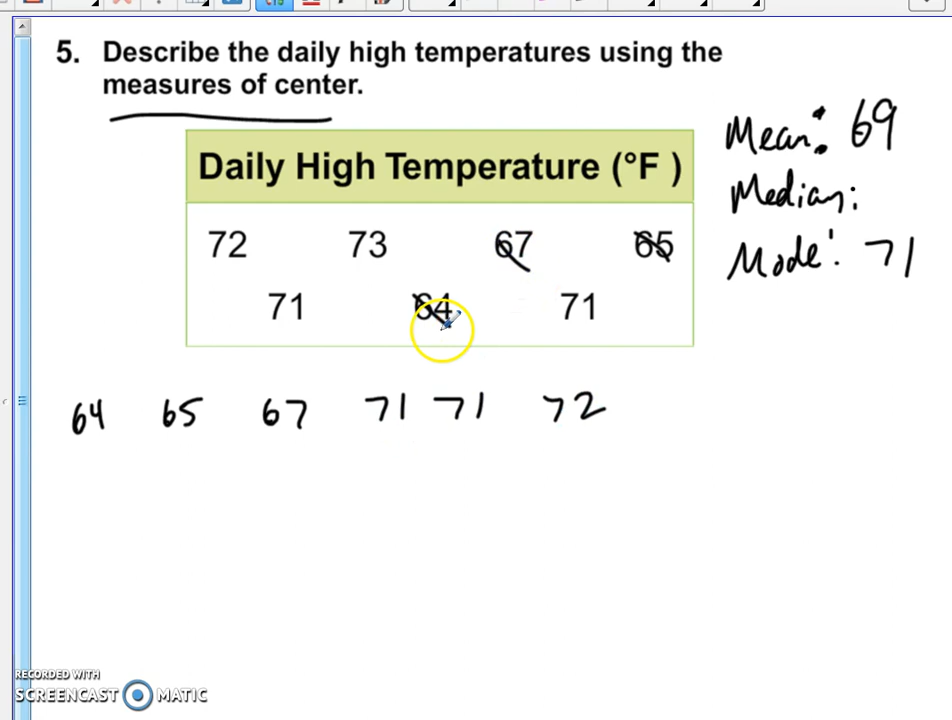 5. Describe the daily high temperatures using the
measures of center.
Mean: 69
Daily High Temperature (°F )
Median:
72 73 67 65
Mode: 71
71 64 71
64 65 67 71 71 72
RECORDED WITH
SCREENCAST MATIC